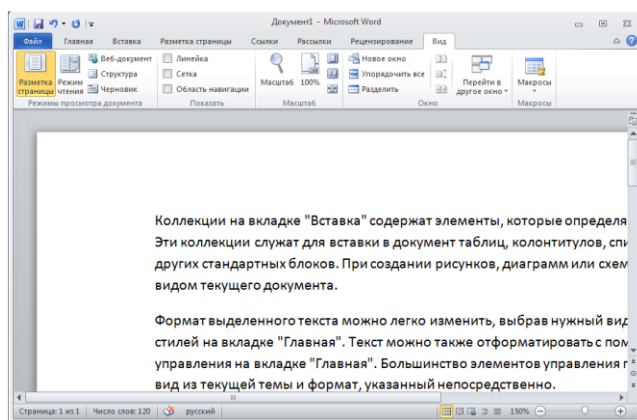 Документ1 - Microsoft Word
Файл Главная Вставка Разметка страницы Ссылки Рассылки Рецензирование Вид
Разметка страницы
Режим чтения
Веб-документ
Структура
Черновик
Режимы просмотра документа
Линейка
Сетка
Область навигации
Показать
Масштаб
100%
Масштаб
Новое окно
Упорядочить все
Разделить
Перейти в другое окно
Окно
Макросы
Макросы
Коллекции на вкладке "Вставка" содержат элементы, которые определя
Эти коллекции служат для вставки в документ таблиц, колонтитулов, спи
других стандартных блоков. При создании рисунков, диаграмм или схем
видом текущего документа.
Формат выделенного текста можно легко изменить, выбрав нужный вид
стилей на вкладке "Главная". Текст можно также отформатировать с пом
управления на вкладке "Главная". Большинство элементов управления п
вид из текущей темы и формат, указанный непосредственно.
Страница: 1 из 1 Число слов: 120 русский 150%